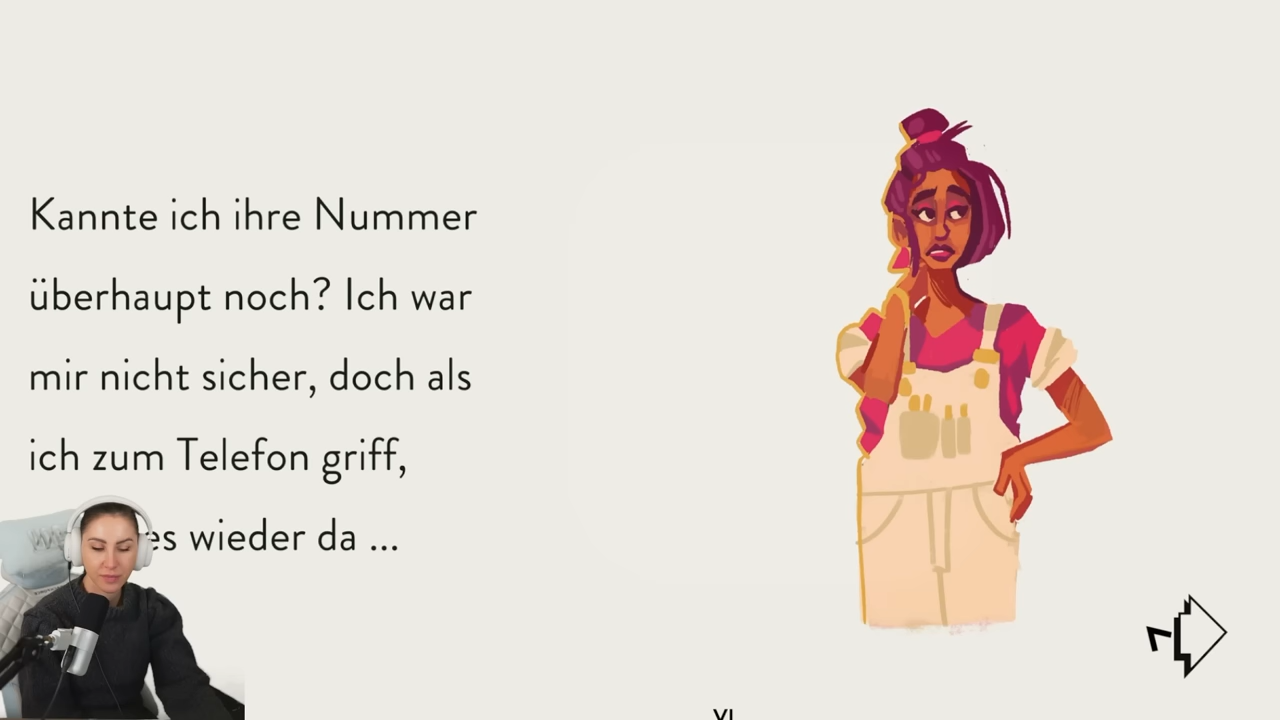 Kannte ich ihre Nummer
überhaupt noch? Ich war
mir nicht sicher, doch als
ich zum Telefon griff,
es wieder da ...